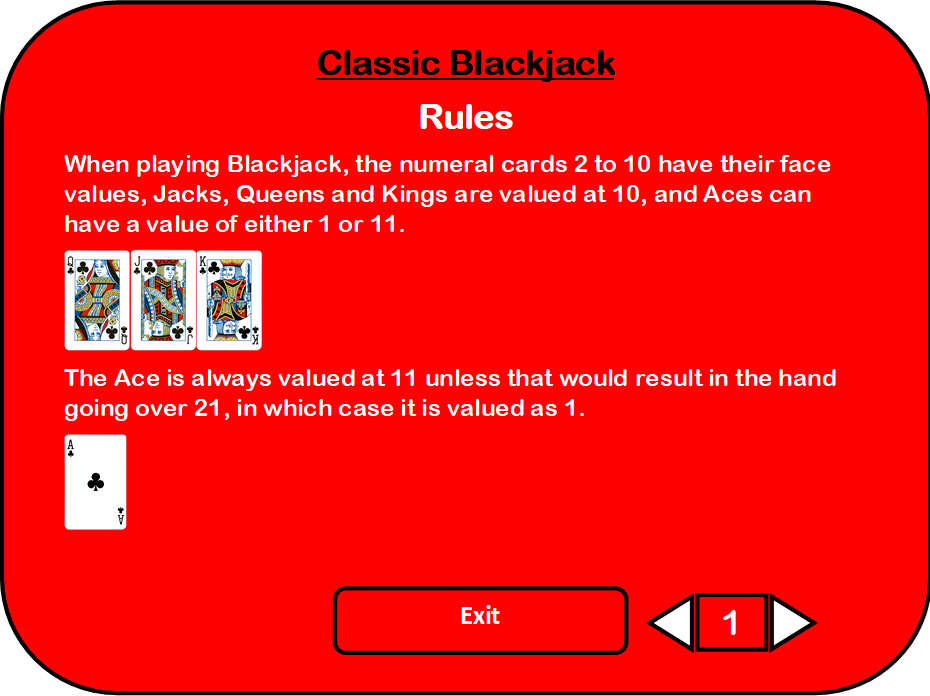 Classic Blackjack
Rules
When playing Blackjack, the numeral cards 2 to 10 have their face
values, Jacks, Queens and Kings are valued at 10, and Aces can
have a value of either 1 or 11.
Q J K
Q J K
The Ace is always valued at 11 unless that would result in the hand
going over 21, in which case it is valued as 1.
A
A
Exit
1